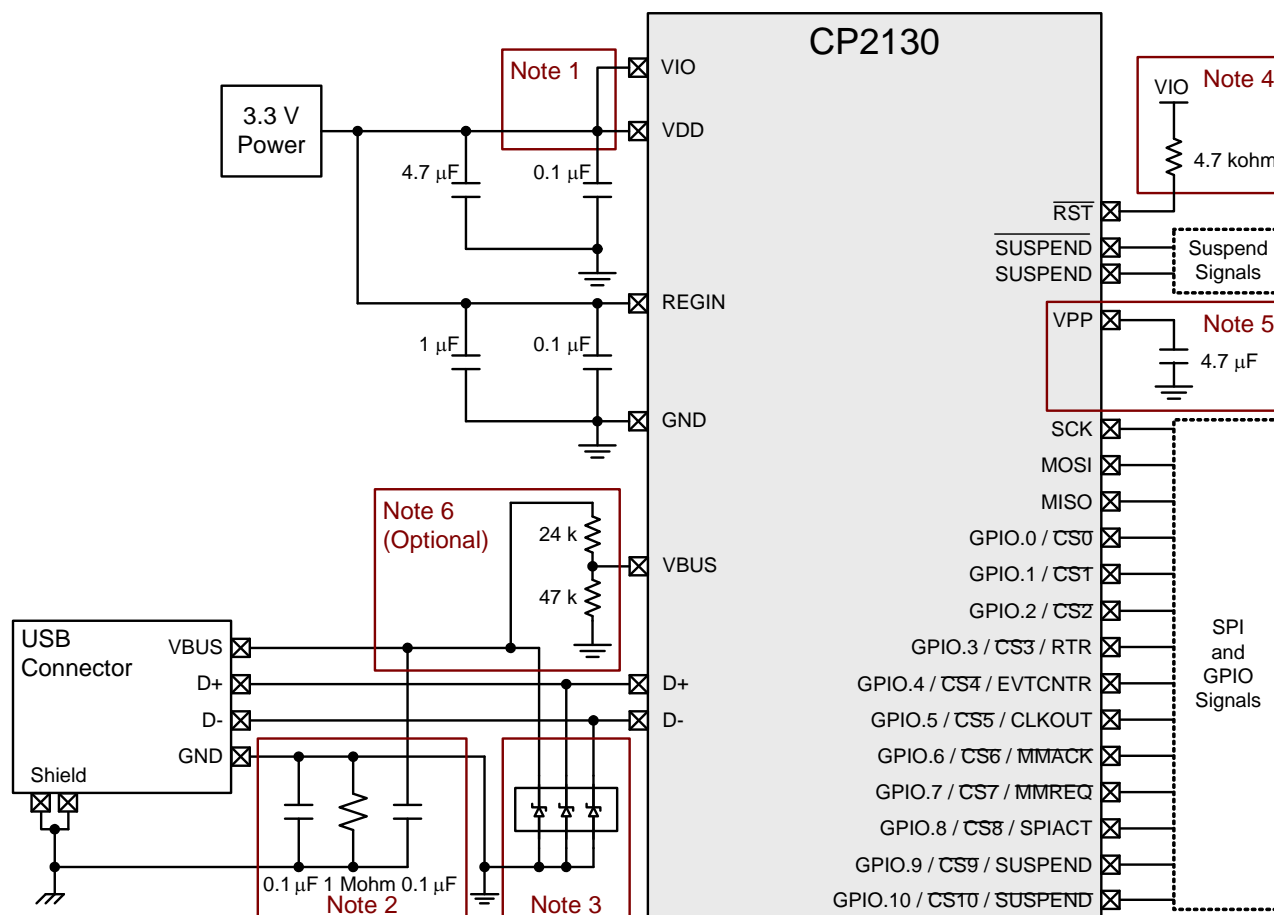 CP2130
Note 1
VIO
3.3 V
Power
VDD
4.7 μF
0.1 μF
REGIN
1 μF
0.1 μF
GND
Note 6
(Optional)
24 k
VBUS
47 k
USB
Connector
VBUS
D+
D-
GND
Shield
D+
D-
0.1 μF
1 Mohm
0.1 μF
Note 2
Note 3
Note 4
VIO
4.7 kohm
RST
SUSPEND
SUSPEND
Suspend
Signals
VPP
Note 5
4.7 μF
SCK
MOSI
MISO
GPIO.0 / CS0
GPIO.1 / CS1
GPIO.2 / CS2
GPIO.3 / CS3 / RTR
GPIO.4 / CS4 / EVTCNTR
GPIO.5 / CS5 / CLKOUT
GPIO.6 / CS6 / MMACK
GPIO.7 / CS7 / MMREQ
GPIO.8 / CS8 / SPIACT
GPIO.9 / CS9 / SUSPEND
GPIO.10 / CS10 / SUSPEND
SPI
and
GPIO
Signals